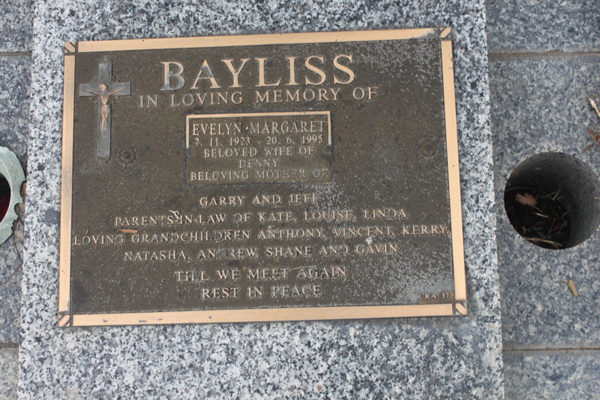 BAYLISS
IN LOVING MEMORY OF
EVELYN · MARGARET
7. 11. 1923 - 20. 6. 1995
BELOVED WIFE OF
DENNY
BELOVING MOTHER OF
GARRY AND JEFF
PARENTS-IN-LAW OF KATE, LOUISE, LINDA
LOVING GRANDCHILDREN ANTHONY, VINCENT, KERRY,
NATASHA, ANDREW, SHANE AND GAVIN
TILL WE MEET AGAIN
REST IN PEACE